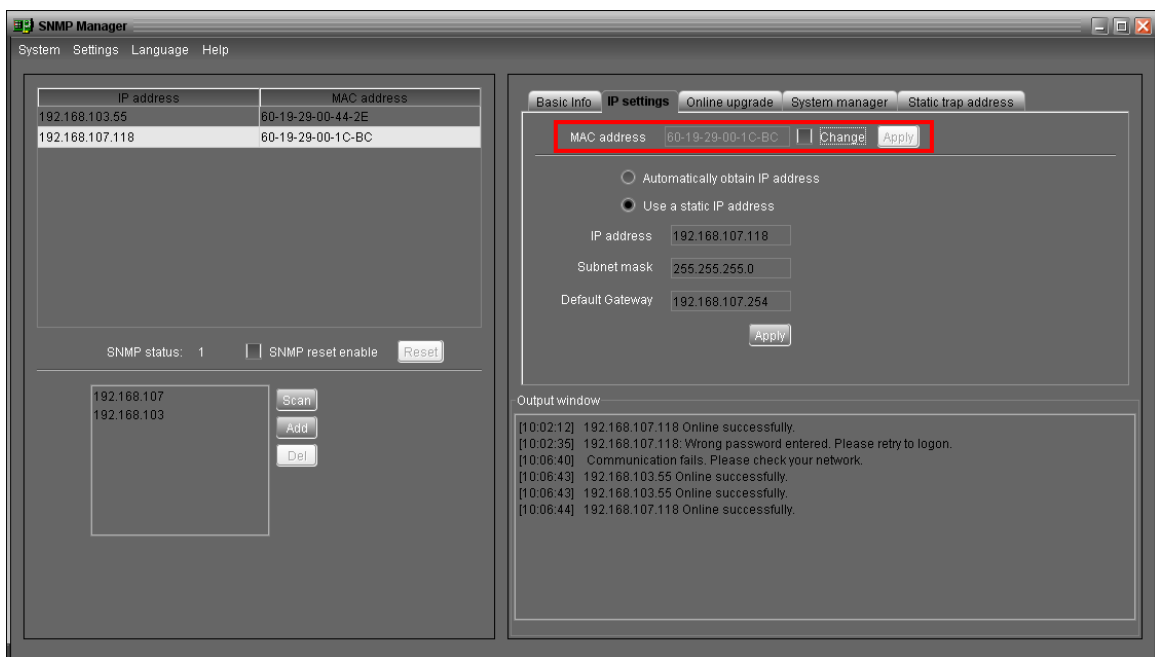 SNMP Manager
System Settings Language Help
IP address MAC address
192.168.103.55 60-19-29-00-44-2E
192.168.107.118 60-19-29-00-1C-BC
SNMP status: 1 SNMP reset enable Reset
192.168.107
192.168.103
Scan
Add
Del
Basic Info IP settings Online upgrade System manager Static trap address
MAC address 60-19-29-00-1C-BC Change Apply
Automatically obtain IP address
Use a static IP address
IP address 192.168.107.118
Subnet mask 255.255.255.0
Default Gateway 192.168.107.254
Apply
Output window
[10:02:12] 192.168.107.118 Online successfully.
[10:02:35] 192.168.107.118: Wrong password entered. Please retry to logon.
[10:06:40] Communication fails. Please check your network.
[10:06:43] 192.168.103.55 Online successfully.
[10:06:43] 192.168.103.55 Online successfully.
[10:06:44] 192.168.107.118 Online successfully.